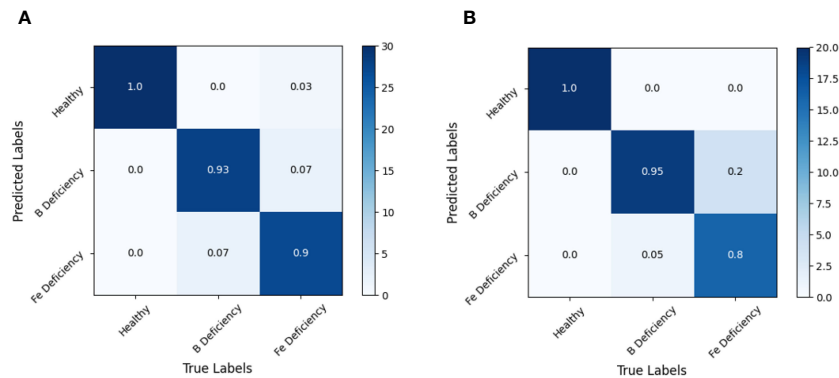 A
Predicted Labels
Healthy
B Deficiency
Fe Deficiency
1.0 0.0 0.03
0.0 0.93 0.07
0.0 0.07 0.9
30
25
20
15
10
5
0
Healthy
B Deficiency
Fe Deficiency
True Labels
B
Predicted Labels
Healthy
B Deficiency
Fe Deficiency
1.0 0.0 0.0
0.0 0.95 0.2
0.0 0.05 0.8
20.0
17.5
15.0
12.5
10.0
7.5
5.0
2.5
0.0
Healthy
B Deficiency
Fe Deficiency
True Labels